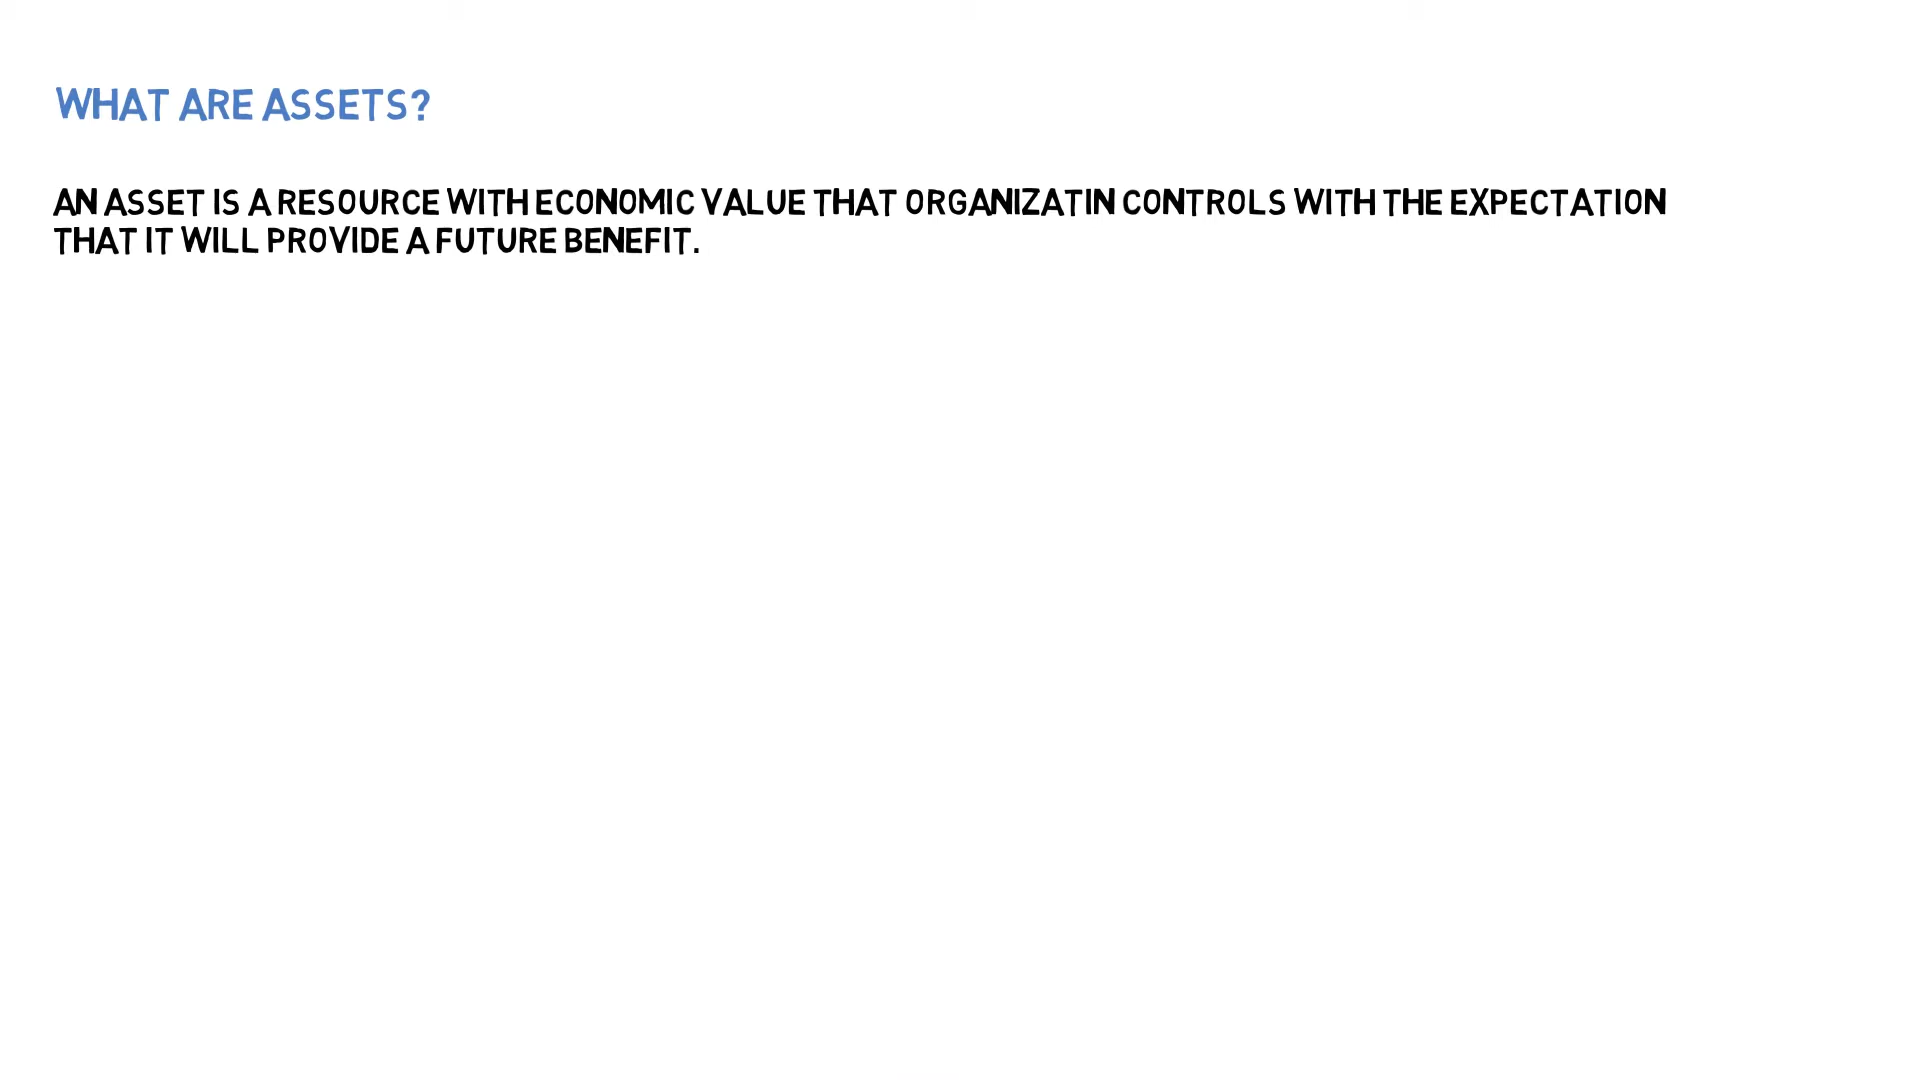 WHAT ARE ASSETS?
AN ASSET IS A RESOURCE WITH ECONOMIC VALUE THAT ORGANIZATIN CONTROLS WITH THE EXPECTATION
THAT IT WILL PROVIDE A FUTURE BENEFIT.